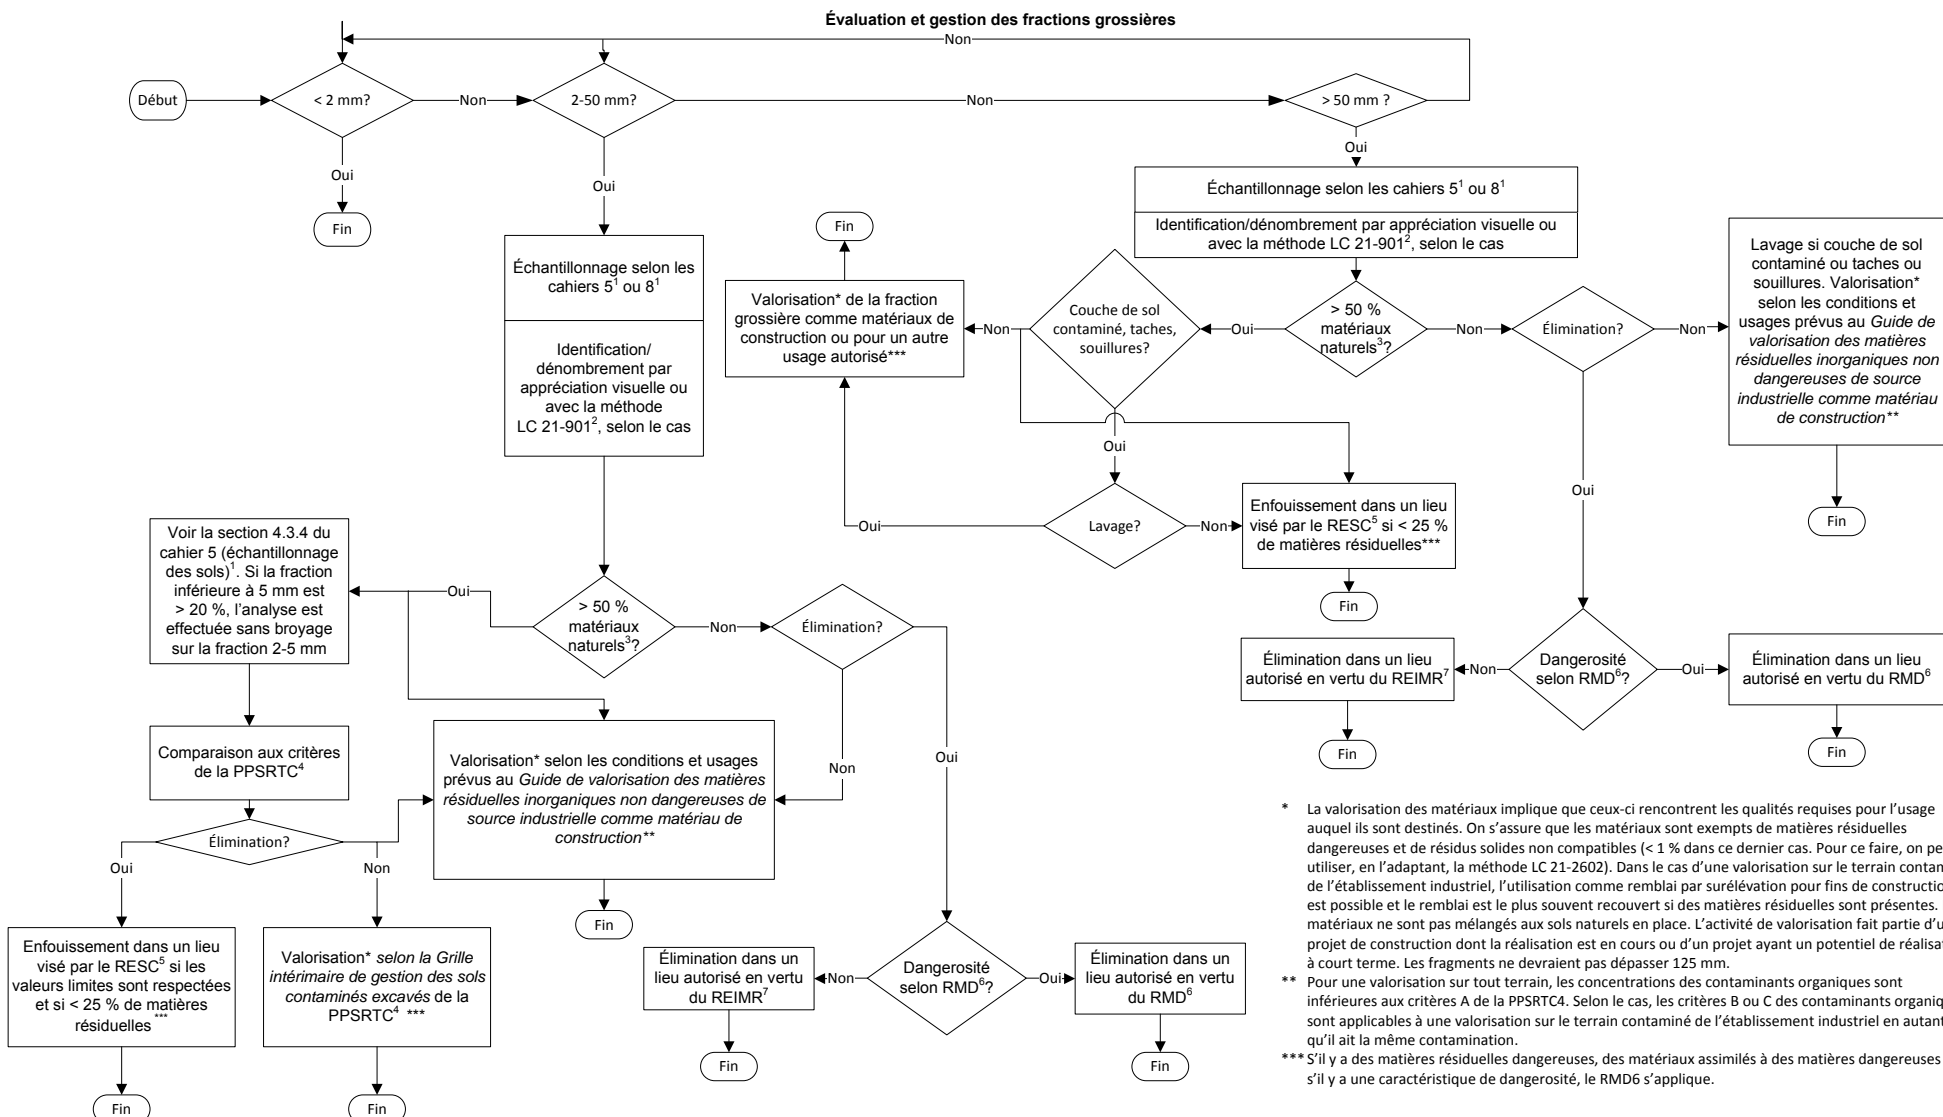 Évaluation et gestion des fractions grossières
Non
Début
< 2 mm?
Non
2-50 mm?
Non
> 50 mm ?
Oui
Oui
Oui
Fin
Échantillonnage selon les cahiers 5¹ ou 8¹
Identification/dénombrement par appréciation visuelle ou
avec la méthode LC 21-901², selon le cas
Fin
Échantillonnage selon les
cahiers 5¹ ou 8¹
Identification/
dénombrement par
appréciation visuelle ou
avec la méthode
LC 21-901², selon le cas
Valorisation* de la fraction
grossière comme matériaux de
construction ou pour un autre
usage autorisé***
Non
Couche de sol
contaminé, taches,
souillures?
Oui
> 50 %
matériaux
naturels³?
Non
Élimination?
Non
Lavage si couche de sol
contaminé ou taches ou
souillures. Valorisation*
selon les conditions et
usages prévus au Guide de
valorisation des matières
résiduelles inorganiques non
dangereuses de source
industrielle comme matériau
de construction**
Fin
Oui
Oui
Oui
Lavage?
Non
Enfouissement dans un lieu
visé par le RESC⁵ si < 25 %
de matières résiduelles***
Fin
Voir la section 4.3.4 du
cahier 5 (échantillonnage
des sols)¹. Si la fraction
inférieure à 5 mm est
> 20 %, l’analyse est
effectuée sans broyage
sur la fraction 2-5 mm
Oui
> 50 %
matériaux
naturels³?
Non
Élimination?
Élimination dans un lieu
autorisé en vertu du REIMR⁷
Non
Dangerosité
selon RMD⁶?
Oui
Élimination dans un lieu
autorisé en vertu du RMD⁶
Fin
Fin
Comparaison aux critères
de la PPSRTC⁴
Valorisation* selon les conditions et usages
prévus au Guide de valorisation des matières
résiduelles inorganiques non dangereuses de
source industrielle comme matériau de
construction**
Non
Oui
Fin
Élimination?
Oui
Non
Enfouissement dans un lieu
visé par le RESC⁵ si les
valeurs limites sont respectées
et si < 25 % de matières
résiduelles ***
Fin
Valorisation* selon la Grille
intérimaire de gestion des sols
contaminés excavés de la
PPSRTC⁴ ***
Fin
Élimination dans un
lieu autorisé en vertu
du REIMR⁷
Non
Dangerosité
selon RMD⁶?
Oui
Élimination dans un
lieu autorisé en vertu
du RMD⁶
Fin
Fin
* La valorisation des matériaux implique que ceux-ci rencontrent les qualités requises pour l’usage
auquel ils sont destinés. On s’assure que les matériaux sont exempts de matières résiduelles
dangereuses et de résidus solides non compatibles (< 1 % dans ce dernier cas. Pour ce faire, on pe
utiliser, en l’adaptant, la méthode LC 21-2602). Dans le cas d’une valorisation sur le terrain contam
de l’établissement industriel, l’utilisation comme remblai par surélévation pour fins de constructio
est possible et le remblai est le plus souvent recouvert si des matières résiduelles sont présentes.
matériaux ne sont pas mélangés aux sols naturels en place. L’activité de valorisation fait partie d’u
projet de construction dont la réalisation est en cours ou d’un projet ayant un potentiel de réalisat
à court terme. Les fragments ne devraient pas dépasser 125 mm.
** Pour une valorisation sur tout terrain, les concentrations des contaminants organiques sont
inférieures aux critères A de la PPSRTC4. Selon le cas, les critères B ou C des contaminants organiq
sont applicables à une valorisation sur le terrain contaminé de l’établissement industriel en autant
qu’il ait la même contamination.
*** S’il y a des matières résiduelles dangereuses, des matériaux assimilés à des matières dangereuses
s’il y a une caractéristique de dangerosité, le RMD6 s’applique.